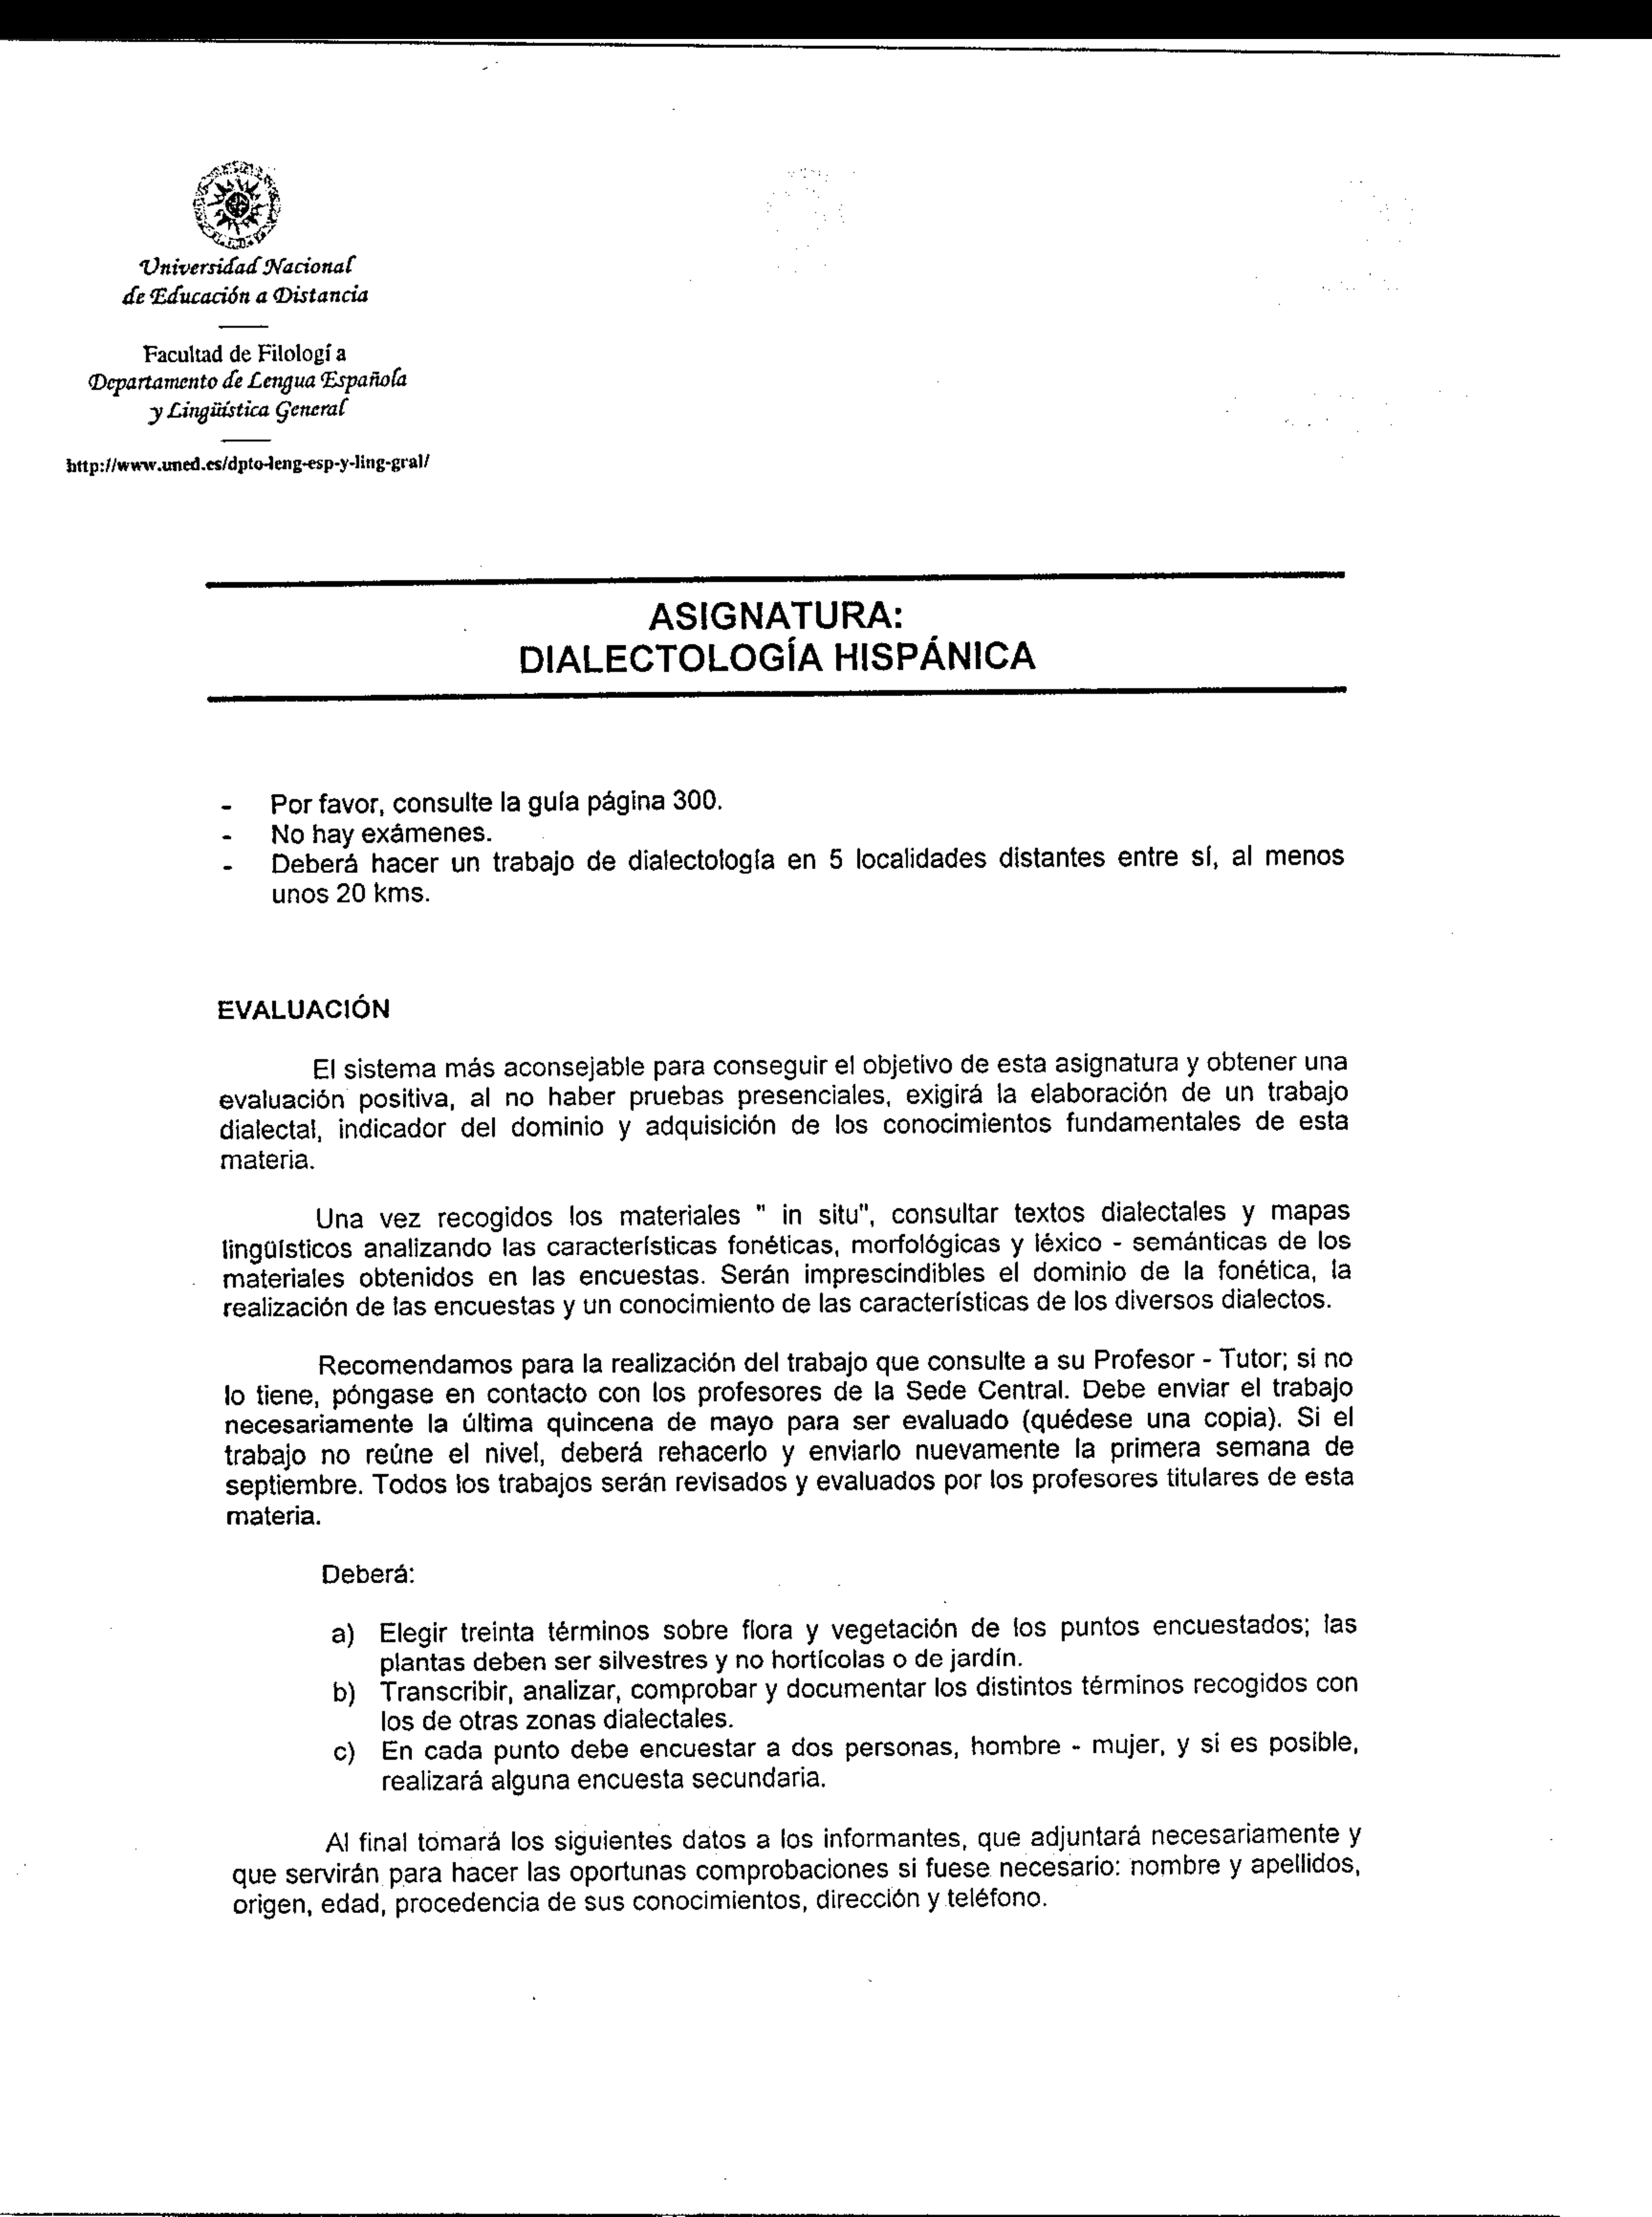 Universidad Nacional
de Educación a Distancia
Facultad de Filología
Departamento de Lengua Española
y Lingüística General
http://www.uned.es/dpto-leng-esp-y-ling-gral/
ASIGNATURA:
DIALECTOLOGÍA HISPÁNICA
- Por favor, consulte la guía página 300.
- No hay exámenes.
- Deberá hacer un trabajo de dialectología en 5 localidades distantes entre sí, al menos
unos 20 kms.
EVALUACIÓN
El sistema más aconsejable para conseguir el objetivo de esta asignatura y obtener una
evaluación positiva, al no haber pruebas presenciales, exigirá la elaboración de un trabajo
dialectal, indicador del dominio y adquisición de los conocimientos fundamentales de esta
materia.
Una vez recogidos los materiales " in situ", consultar textos dialectales y mapas
lingüísticos analizando las características fonéticas, morfológicas y léxico - semánticas de los
materiales obtenidos en las encuestas. Serán imprescindibles el dominio de la fonética, la
realización de las encuestas y un conocimiento de las características de los diversos dialectos.
Recomendamos para la realización del trabajo que consulte a su Profesor - Tutor; si no
lo tiene, póngase en contacto con los profesores de la Sede Central. Debe enviar el trabajo
necesariamente la última quincena de mayo para ser evaluado (quédese una copia). Si el
trabajo no reúne el nivel, deberá rehacerlo y enviarlo nuevamente la primera semana de
septiembre. Todos los trabajos serán revisados y evaluados por los profesores titulares de esta
materia.
Deberá:
a) Elegir treinta términos sobre flora y vegetación de los puntos encuestados; las
plantas deben ser silvestres y no hortícolas o de jardín.
b) Transcribir, analizar, comprobar y documentar los distintos términos recogidos con
los de otras zonas dialectales.
c) En cada punto debe encuestar a dos personas, hombre - mujer, y si es posible,
realizará alguna encuesta secundaria.
Al final tomará los siguientes datos a los informantes, que adjuntará necesariamente y
que servirán para hacer las oportunas comprobaciones si fuese necesario: nombre y apellidos,
origen, edad, procedencia de sus conocimientos, dirección y teléfono.